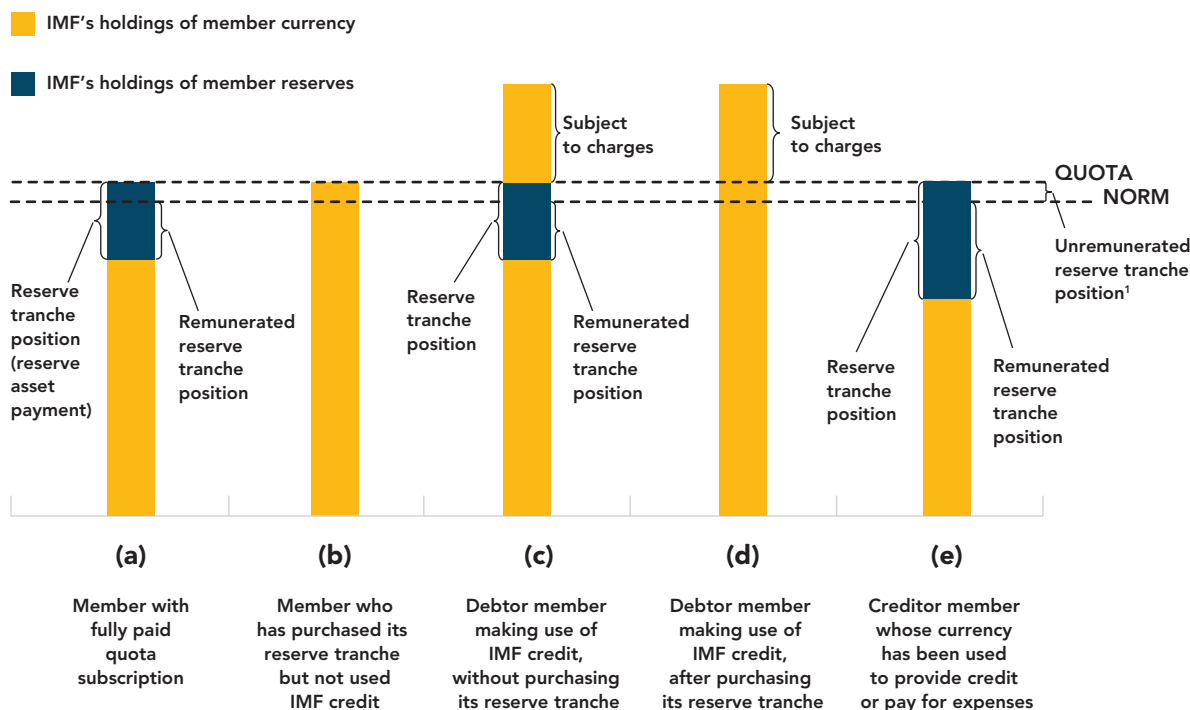 IMF’s holdings of member currency
IMF’s holdings of member reserves
Subject
to charges
Subject
to charges
QUOTA
NORM
Unremunerated
reserve tranche
position¹
Reserve
tranche
position
(reserve
asset
payment)
Remunerated
reserve
tranche
position
Reserve
tranche
position
Remunerated
reserve
tranche
position
Reserve
tranche
position
Remunerated
reserve
tranche
position
(a)
Member with
fully paid
quota
subscription
(b)
Member who
has purchased its
reserve tranche
but not used
IMF credit
(c)
Debtor member
making use of
IMF credit,
without purchasing
its reserve tranche
(d)
Debtor member
making use of
IMF credit,
after purchasing
its reserve tranche
(e)
Creditor member
whose currency
has been used
to provide credit
or pay for expenses